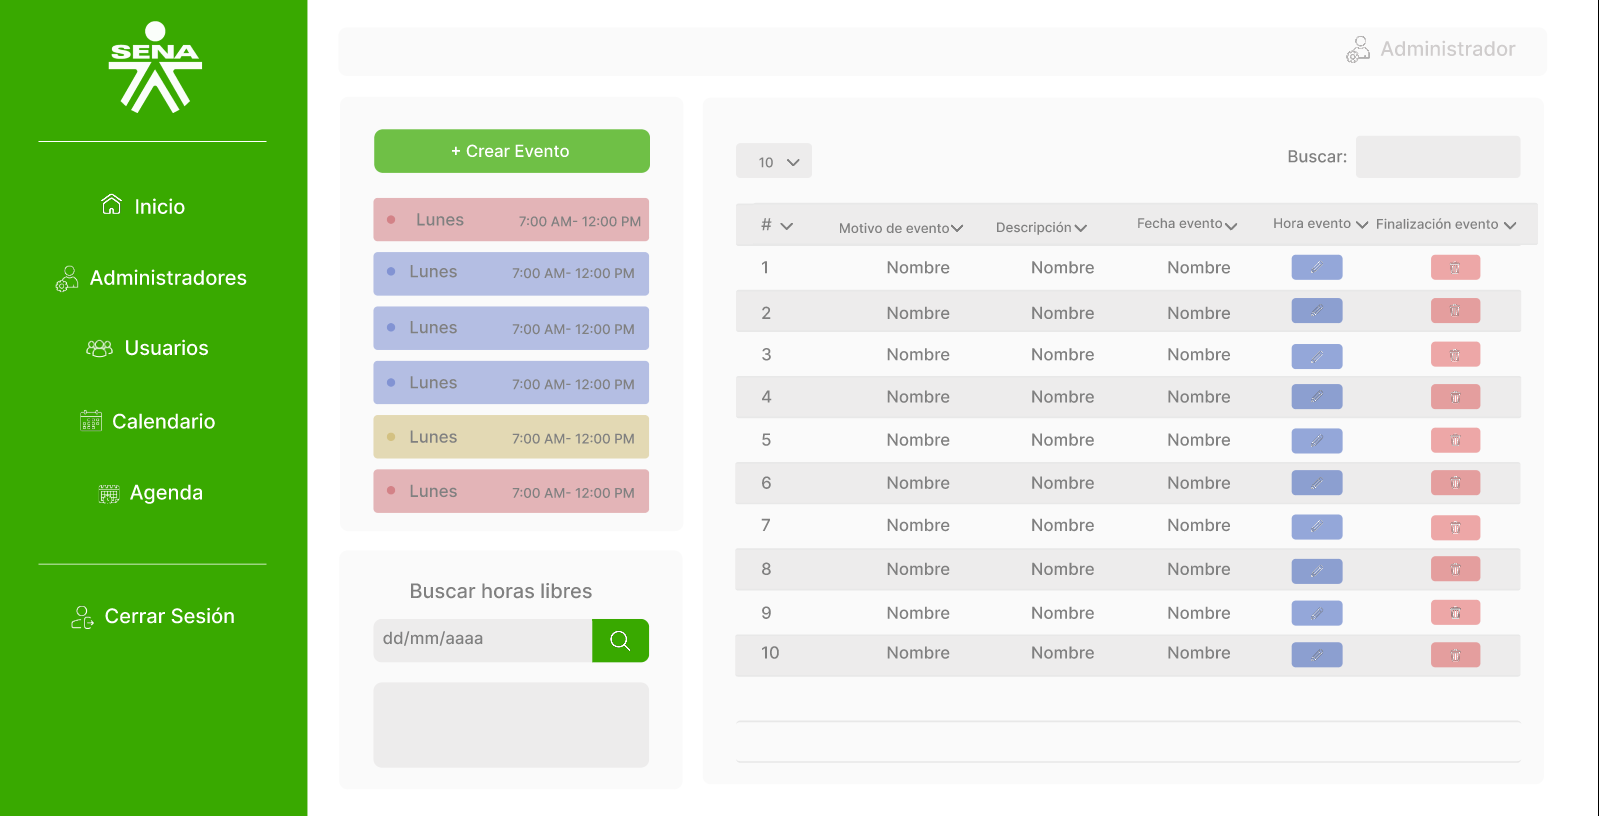 SENA
Inicio
Administradores
Usuarios
Calendario
Agenda
Cerrar Sesión
Administrador
+ Crear Evento
Lunes 7:00 AM- 12:00 PM
Lunes 7:00 AM- 12:00 PM
Lunes 7:00 AM- 12:00 PM
Lunes 7:00 AM- 12:00 PM
Lunes 7:00 AM- 12:00 PM
Lunes 7:00 AM- 12:00 PM
Buscar horas libres
dd/mm/aaaa
10
Buscar:
# Motivo de evento Descripción Fecha evento Hora evento Finalización evento
1 Nombre Nombre Nombre
2 Nombre Nombre Nombre
3 Nombre Nombre Nombre
4 Nombre Nombre Nombre
5 Nombre Nombre Nombre
6 Nombre Nombre Nombre
7 Nombre Nombre Nombre
8 Nombre Nombre Nombre
9 Nombre Nombre Nombre
10 Nombre Nombre Nombre